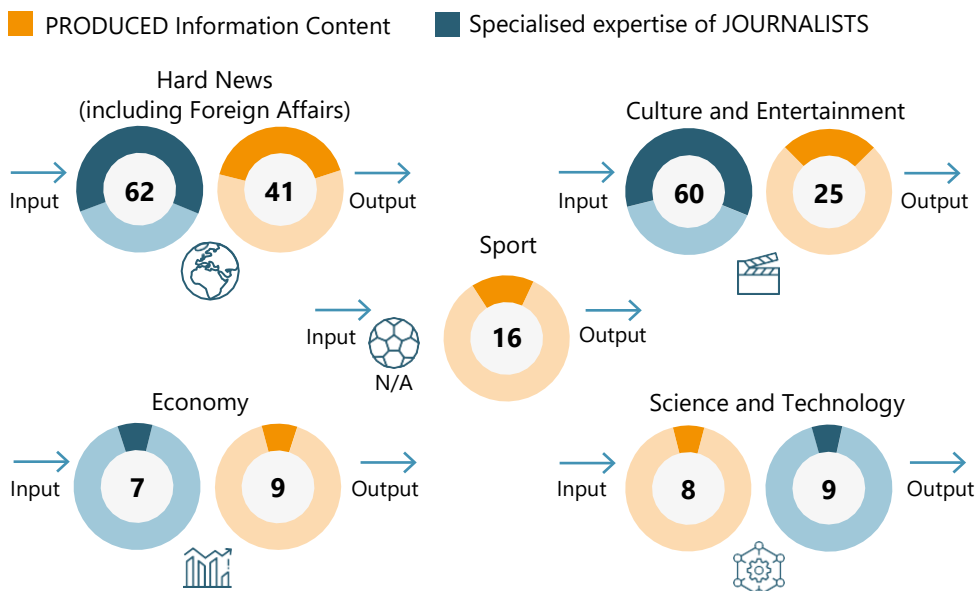 PRODUCED Information Content
Specialised expertise of JOURNALISTS
Hard News
(including Foreign Affairs)
Input
62
41
Output
Culture and Entertainment
Input
60
25
Output
Sport
Input
N/A
16
Output
Economy
Input
7
9
Output
Science and Technology
Input
8
9
Output